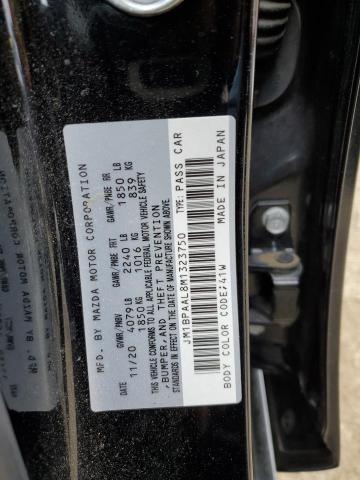 MFD. BY MAZDA MOTOR CORPORATION
GVWR/PNBV GAWR/PNBE FRT GAWR/PNBE RR
11/20 4079 LB 2240 LB 1850 LB
1850 KG 1016 KG 839 KG
THIS VEHICLE CONFORMS TO ALL APPLICABLE FEDERAL MOTOR VEHICLE SAFETY
, BUMPER, AND THEFT PREVENTION
STANDARDS IN EFFECT ON THE DATE OF MANUFACTURE SHOWN ABOVE.
JM1BPAAL8M1323750 TYPE: PASS CAR
BODY COLOR CODE:41W MADE IN JAPAN